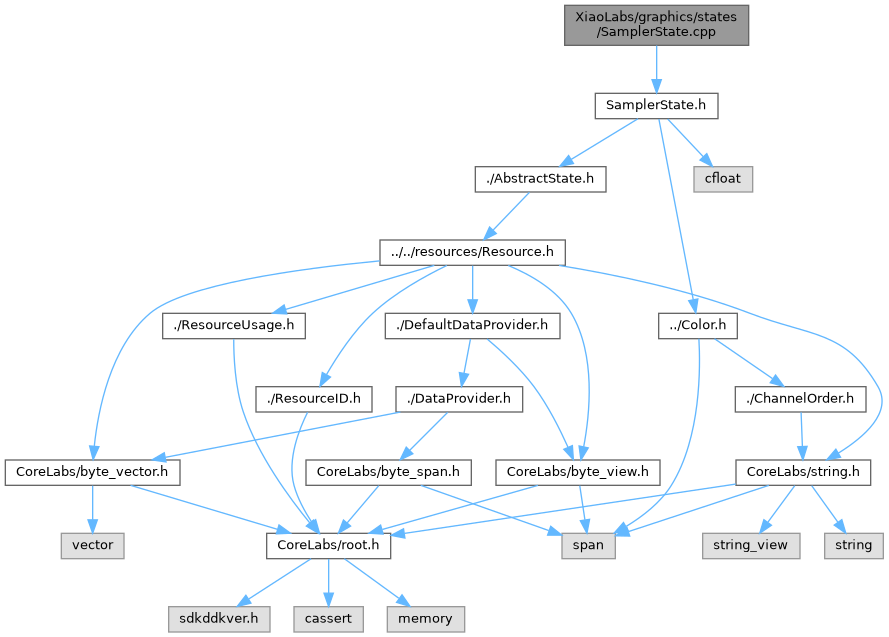 XiaoLabs/graphics/states
/SamplerState.cpp
SamplerState.h
./AbstractState.h
cfloat
../../resources/Resource.h
./ResourceUsage.h
./DefaultDataProvider.h
../Color.h
./ResourceID.h
./DataProvider.h
./ChannelOrder.h
CoreLabs/byte_vector.h
CoreLabs/byte_span.h
CoreLabs/byte_view.h
CoreLabs/string.h
vector
CoreLabs/root.h
span
string_view
string
sdkddkver.h
cassert
memory